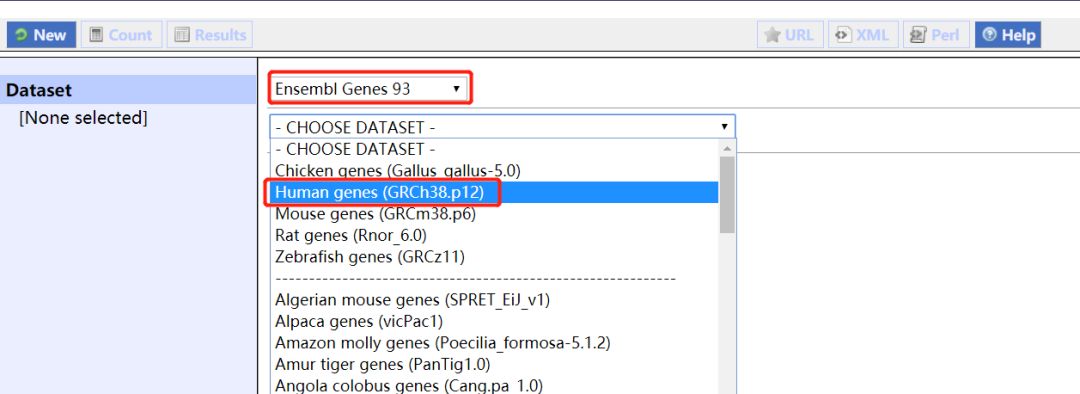 New Count Results URL XML Perl Help
Dataset
[None selected]
Ensembl Genes 93
- CHOOSE DATASET -
- CHOOSE DATASET -
Chicken genes (Gallus_gallus-5.0)
Human genes (GRCh38.p12)
Mouse genes (GRCm38.p6)
Rat genes (Rnor_6.0)
Zebrafish genes (GRCz11)
------------------------------------------------------------
Algerian mouse genes (SPRET_EiJ_v1)
Alpaca genes (vicPac1)
Amazon molly genes (Poecilia_formosa-5.1.2)
Amur tiger genes (PanTig1.0)
Angola colobus genes (Cang.pa_1.0)